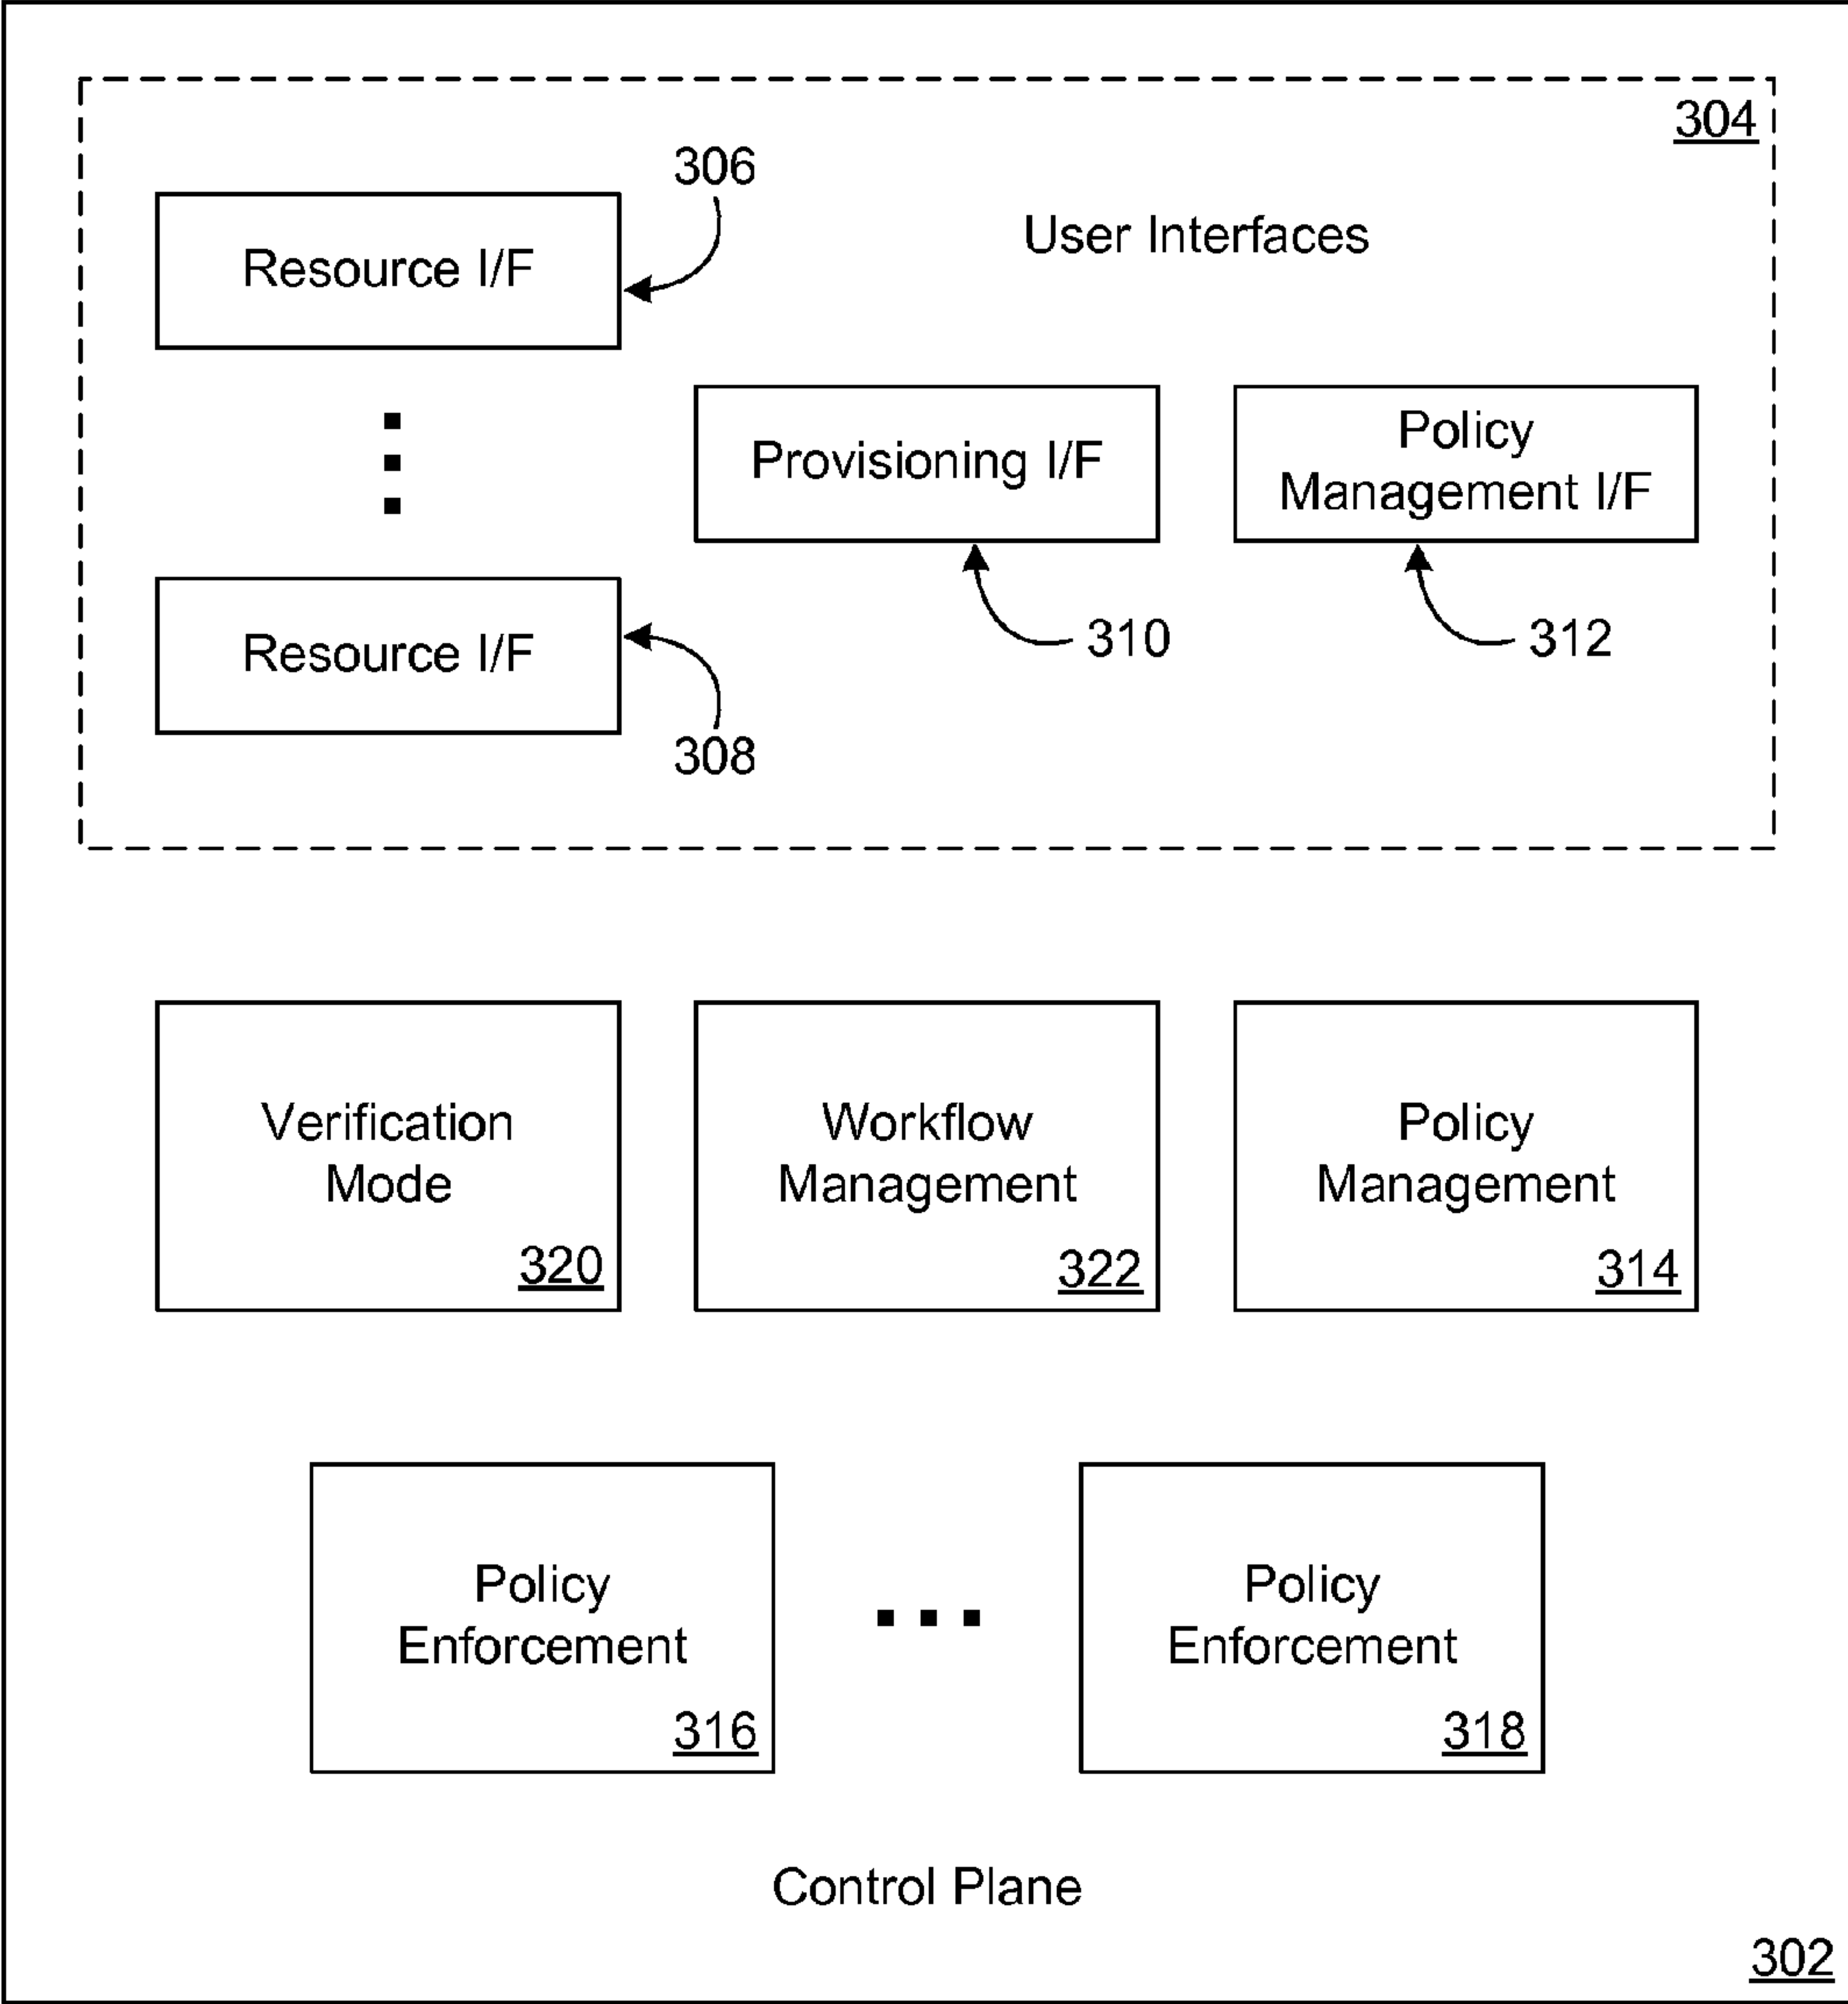 304
306
User Interfaces
Resource I/F
Provisioning I/F
Policy
Management I/F
310
312
Resource I/F
308
Verification
Mode
320
Workflow
Management
322
Policy
Management
314
Policy
Enforcement
316
Policy
Enforcement
318
Control Plane
302